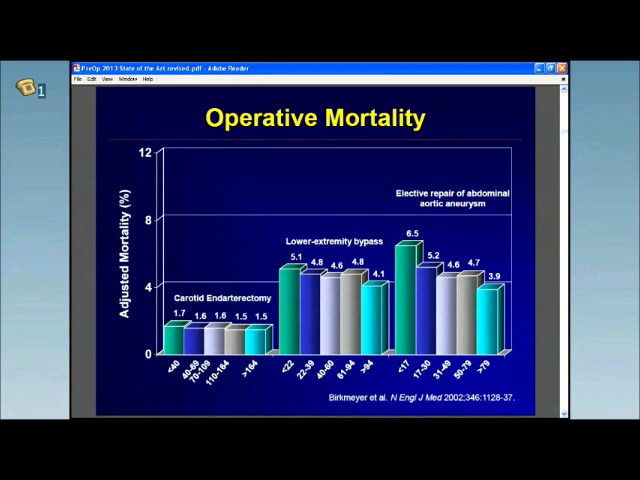 PreOp 2013 State of the Art revised.pdf - Adobe Reader
File Edit View Window Help
1
Operative Mortality
Adjusted Mortality (%)
12
8
4
0
Carotid Endarterectomy
1.7 1.6 1.6 1.5 1.5
<40 40-69 70-109 110-164 >164
Lower-extremity bypass
5.1 4.8 4.6 4.8 4.1
<22 22-39 40-60 61-94 >94
Elective repair of abdominal
aortic aneurysm
6.5 5.2 4.6 4.7 3.9
<17 17-30 31-49 50-79 >79
Birkmeyer et al. N Engl J Med 2002;346:1128-37.